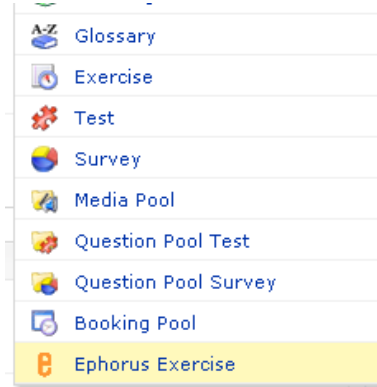 A-Z
Glossary
Exercise
Test
Survey
Media Pool
Question Pool Test
Question Pool Survey
Booking Pool
e Ephorus Exercise